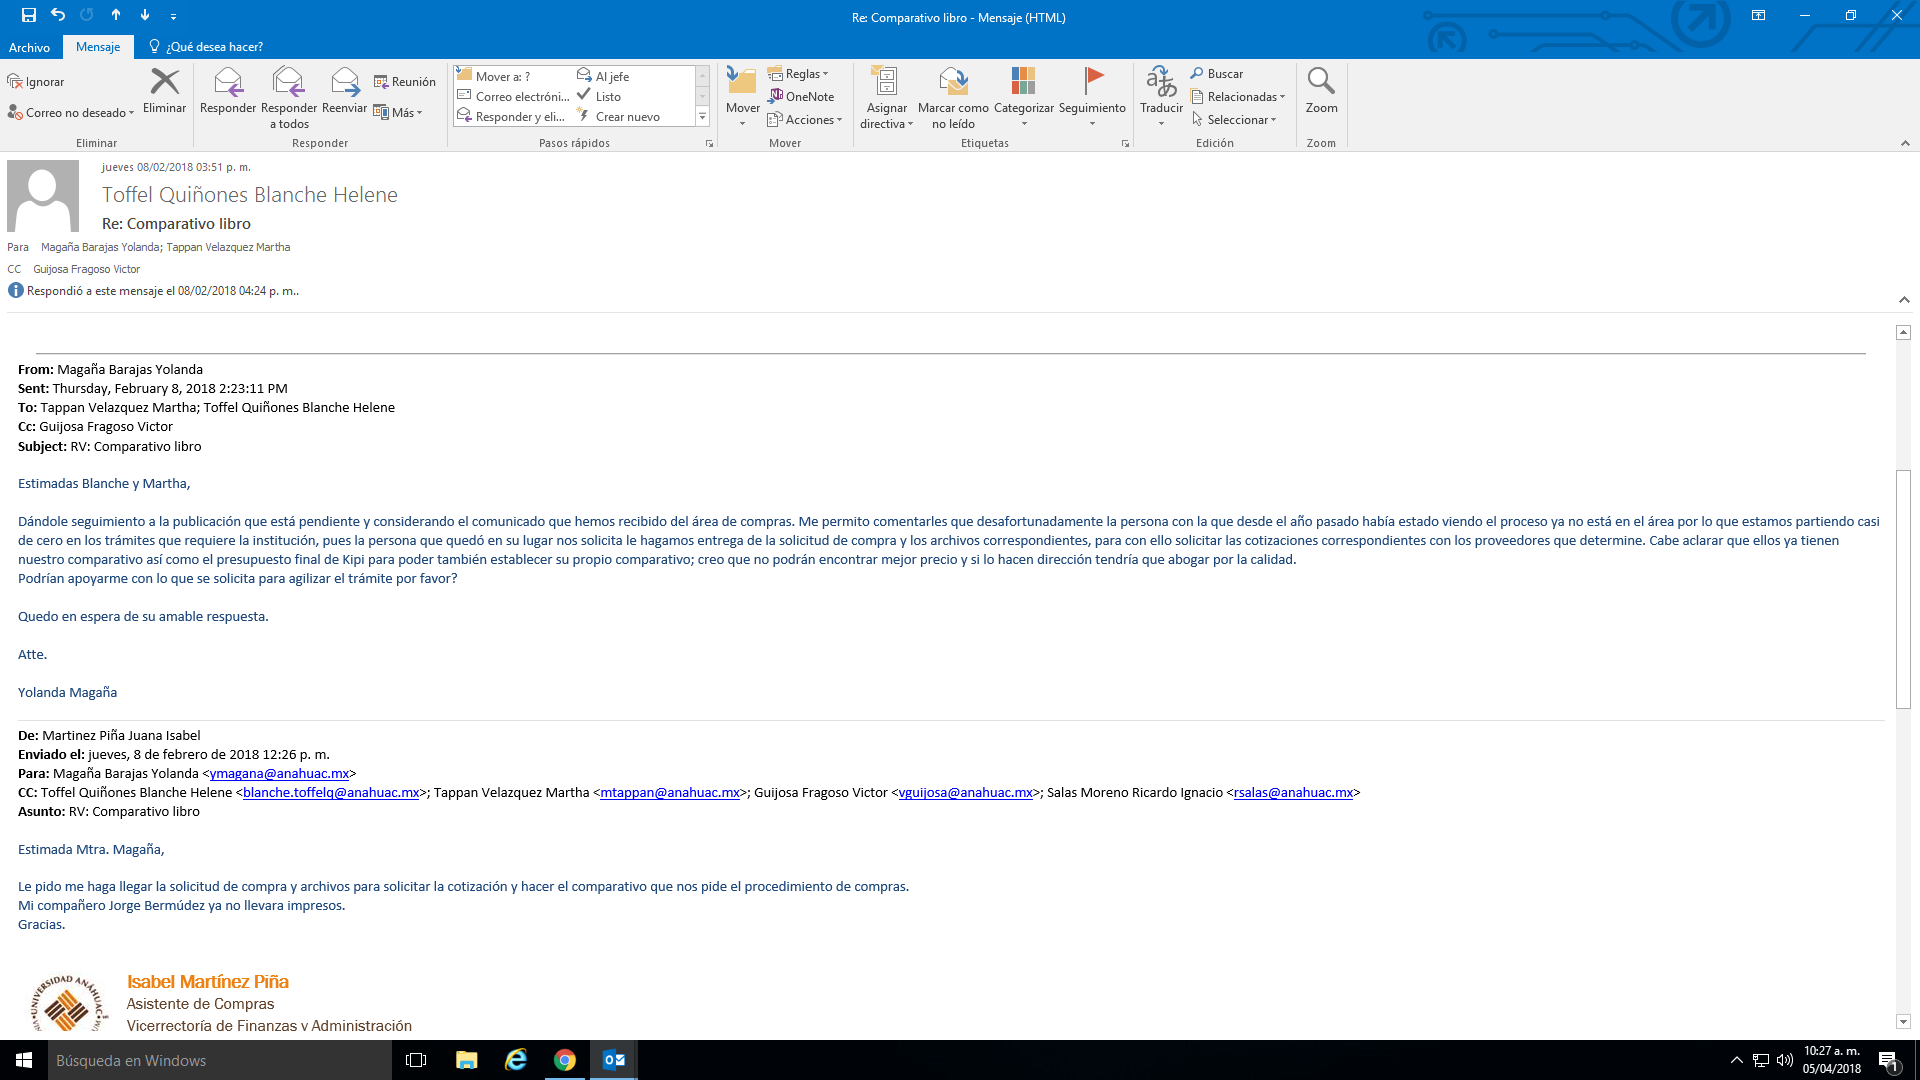 Re: Comparativo libro - Mensaje (HTML)
Archivo Mensaje ¿Qué desea hacer?
Ignorar
Correo no deseado
Eliminar
Eliminar
Responder
Responder a todos
Reenviar
Reunión
Más
Responder
Mover a: ?
Correo electróni...
Responder y eli...
Al jefe
Listo
Crear nuevo
Pasos rápidos
Mover
Reglas
OneNote
Acciones
Mover
Asignar directiva
Marcar como no leído
Categorizar
Seguimiento
Etiquetas
Traducir
Buscar
Relacionadas
Seleccionar
Edición
Zoom
Zoom
jueves 08/02/2018 03:51 p. m.
Toffel Quiñones Blanche Helene
Re: Comparativo libro
Para Magaña Barajas Yolanda; Tappan Velazquez Martha
CC Guijosa Fragoso Victor
Respondió a este mensaje el 08/02/2018 04:24 p. m..
From: Magaña Barajas Yolanda
Sent: Thursday, February 8, 2018 2:23:11 PM
To: Tappan Velazquez Martha; Toffel Quiñones Blanche Helene
Cc: Guijosa Fragoso Victor
Subject: RV: Comparativo libro
Estimadas Blanche y Martha,
Dándole seguimiento a la publicación que está pendiente y considerando el comunicado que hemos recibido del área de compras. Me permito comentarles que desafortunadamente la persona con la que desde el año pasado había estado viendo el proceso ya no está en el área por lo que estamos partiendo casi
de cero en los trámites que requiere la institución, pues la persona que quedó en su lugar nos solicita le hagamos entrega de la solicitud de compra y los archivos correspondientes, para con ello solicitar las cotizaciones correspondientes con los proveedores que determine. Cabe aclarar que ellos ya tienen
nuestro comparativo así como el presupuesto final de Kipi para poder también establecer su propio comparativo; creo que no podrán encontrar mejor precio y si lo hacen dirección tendría que abogar por la calidad.
Podrían apoyarme con lo que se solicita para agilizar el trámite por favor?
Quedo en espera de su amable respuesta.
Atte.
Yolanda Magaña
De: Martinez Piña Juana Isabel
Enviado el: jueves, 8 de febrero de 2018 12:26 p. m.
Para: Magaña Barajas Yolanda <ymagana@anahuac.mx>
CC: Toffel Quiñones Blanche Helene <blanche.toffelq@anahuac.mx>; Tappan Velazquez Martha <mtappan@anahuac.mx>; Guijosa Fragoso Victor <vguijosa@anahuac.mx>; Salas Moreno Ricardo Ignacio <rsalas@anahuac.mx>
Asunto: RV: Comparativo libro
Estimada Mtra. Magaña,
Le pido me haga llegar la solicitud de compra y archivos para solicitar la cotización y hacer el comparativo que nos pide el procedimiento de compras.
Mi compañero Jorge Bermúdez ya no llevara impresos.
Gracias.
UNIVERSIDAD ANÁHUAC
Isabel Martínez Piña
Asistente de Compras
Vicerrectoría de Finanzas y Administración
Búsqueda en Windows
10:27 a. m.
05/04/2018
1